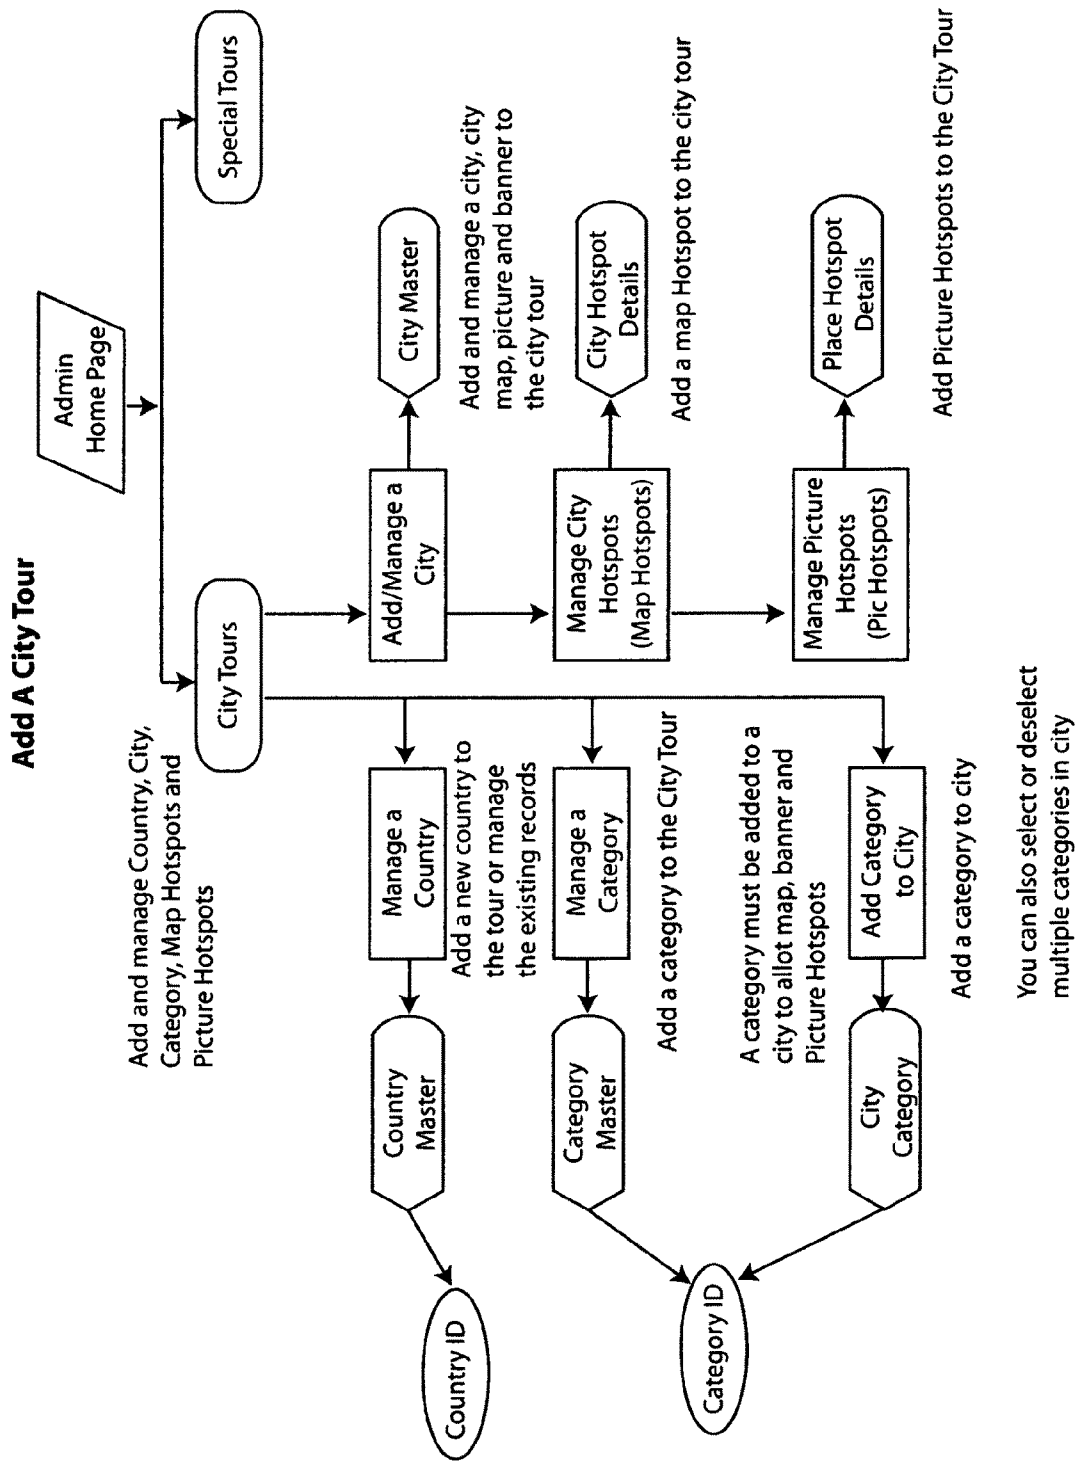 Add A City Tour
Admin
Home Page
Add and manage Country, City,
Category, Map Hotspots and
Picture Hotspots
City Tours
Special Tours
Country
Master
Manage a
Country
Add/Manage a
City
City Master
Add a new country to
the tour or manage
the existing records
Add and manage a city, city
map, picture and banner to
the city tour
Category
Master
Manage a
Category
Manage City
Hotspots
(Map Hotspots)
City Hotspot
Details
Country ID
Add a category to the City Tour
Add a map Hotspot to the city tour
A category must be added to a
city to allot map, banner and
Picture Hotspots
Category ID
City
Category
Add Category
to City
Manage Picture
Hotspots
(Pic Hotspots)
Place Hotspot
Details
Add a category to city
Add Picture Hotspots to the City Tour
You can also select or deselect
multiple categories in city